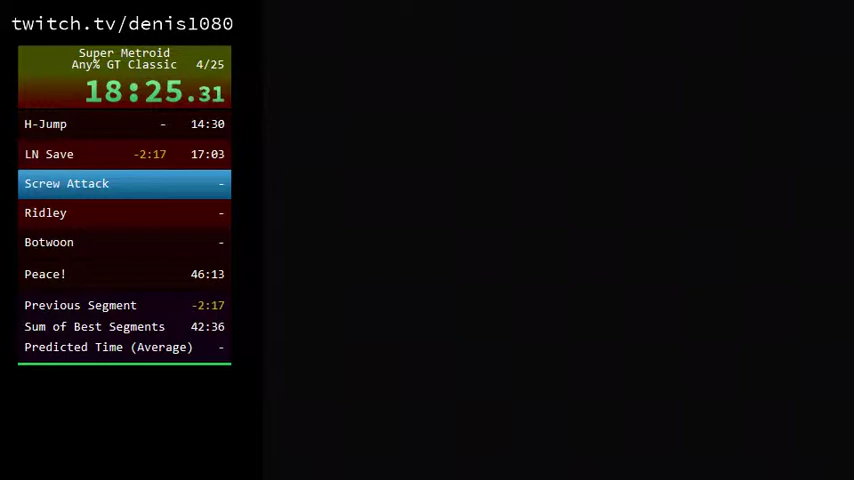 twitch.tv/denis1080
Super Metroid
Any% GT Classic 4/25
18:25.31
H-Jump - 14:30
LN Save -2:17 17:03
Screw Attack -
Ridley -
Botwoon -
Peace! 46:13
Previous Segment -2:17
Sum of Best Segments 42:36
Predicted Time (Average) -